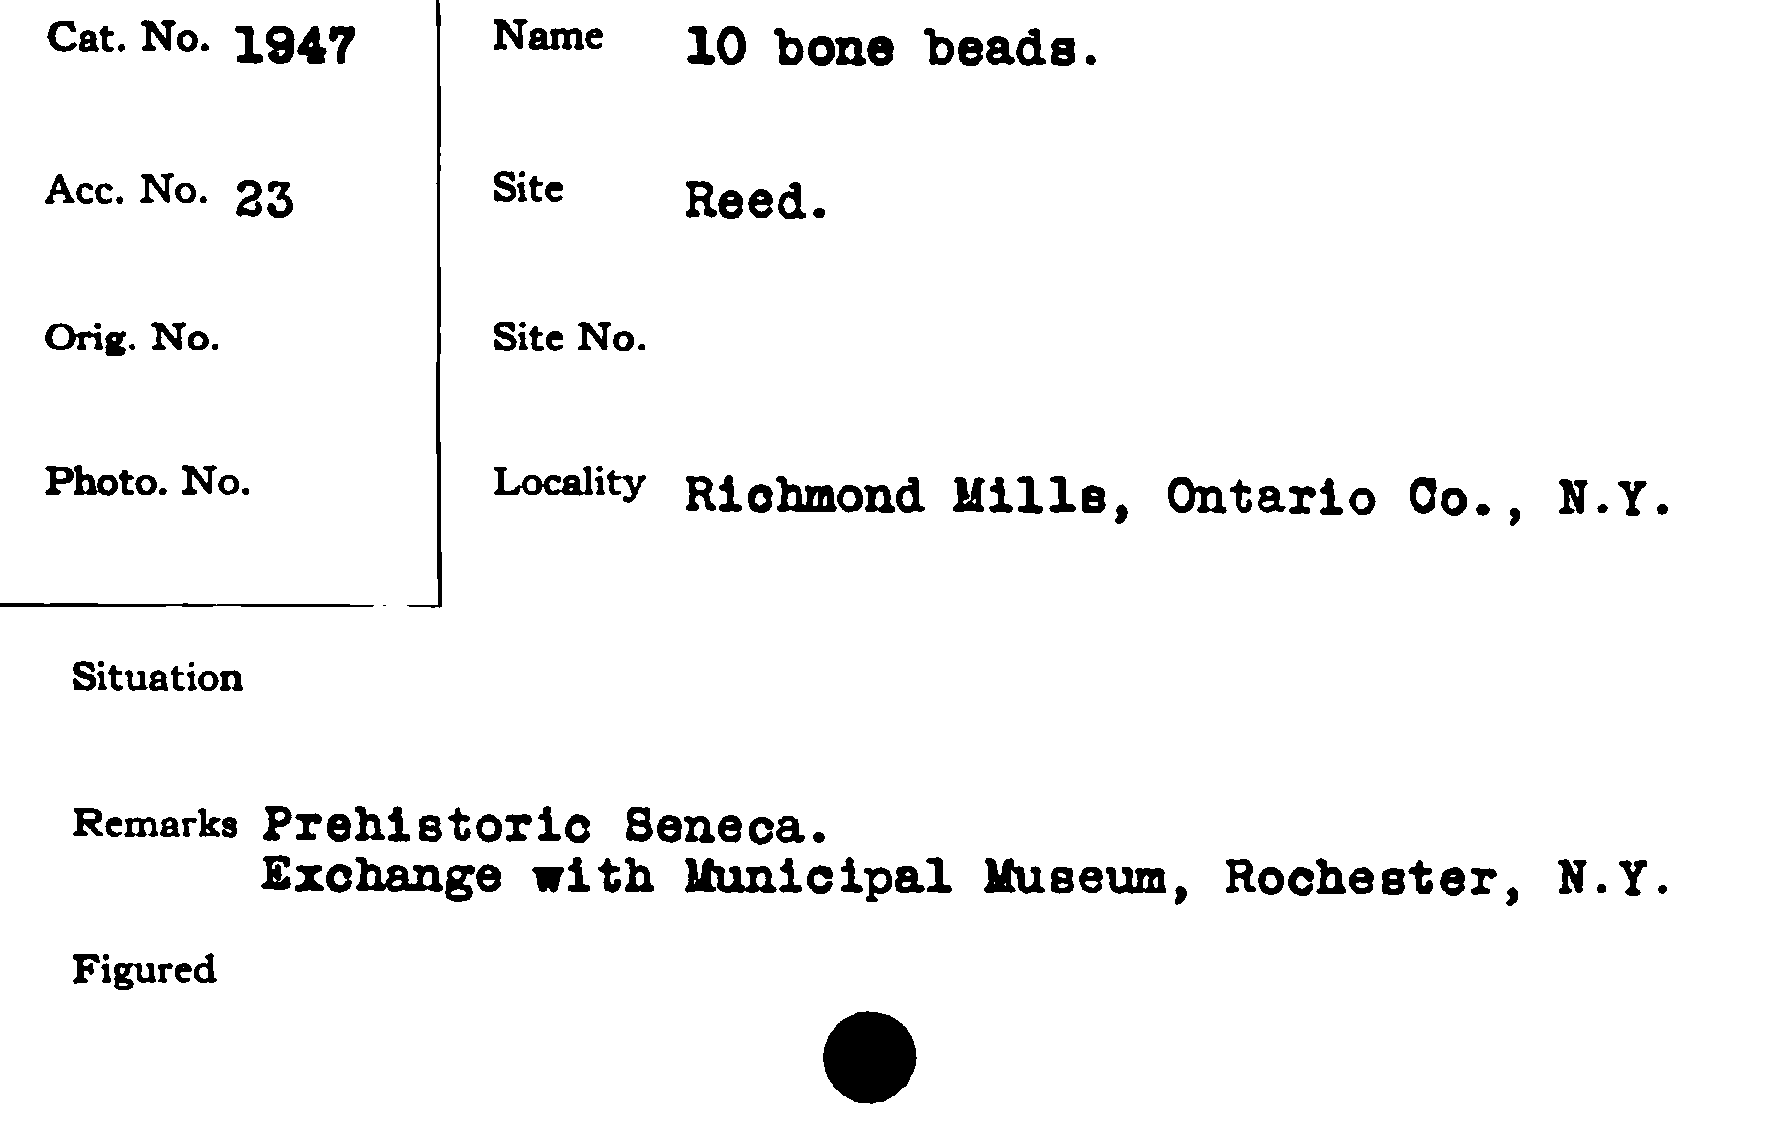 Cat. No. 1947
Name 10 bone beads.
Acc. No. 23
Site Reed.
Orig. No.
Site No.
Photo. No.
Locality Richmond Mills, Ontario Co., N.Y.
Situation
Remarks Prehistoric Seneca.
Exchange with Municipal Museum, Rochester, N.Y.
Figured